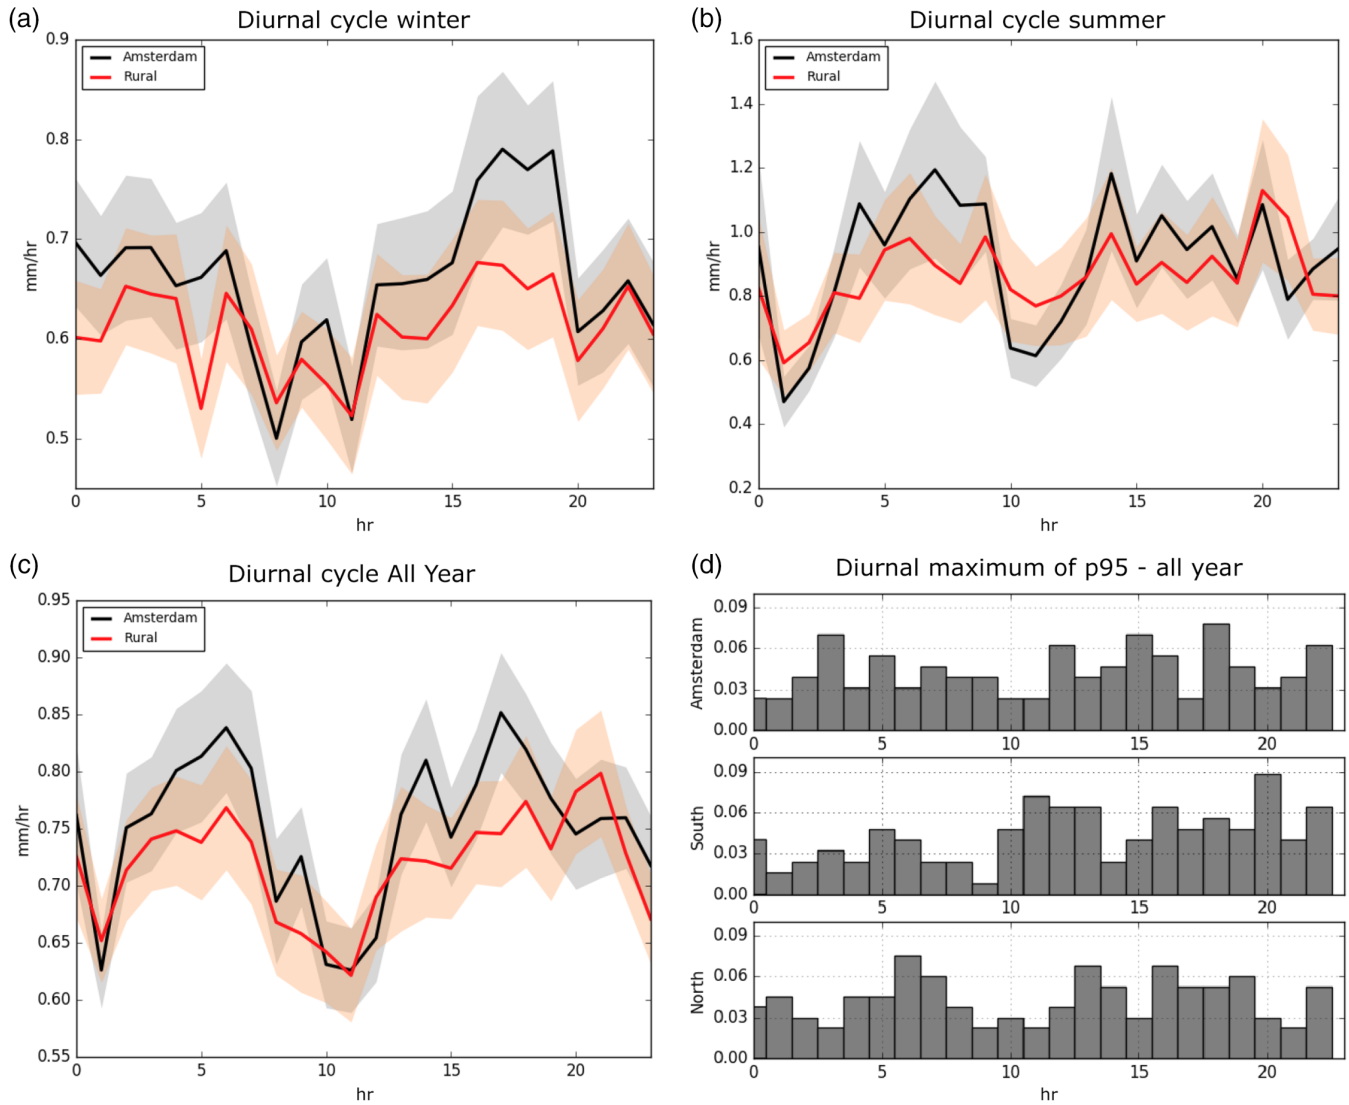 (a)
Diurnal cycle winter
0.9
0.8
0.7
0.6
0.5
mm/hr
Amsterdam
Rural
0 5 10 15 20
hr
(b)
Diurnal cycle summer
1.6
1.4
1.2
1.0
0.8
0.6
0.4
0.2
mm/hr
Amsterdam
Rural
0 5 10 15 20
hr
(c)
Diurnal cycle All Year
0.95
0.90
0.85
0.80
0.75
0.70
0.65
0.60
0.55
mm/hr
Amsterdam
Rural
0 5 10 15 20
hr
(d)
Diurnal maximum of p95 - all year
0.09
0.06
0.03
0.00
Amsterdam
0 5 10 15 20
0.09
0.06
0.03
0.00
South
0 5 10 15 20
0.09
0.06
0.03
0.00
North
0 5 10 15 20
hr